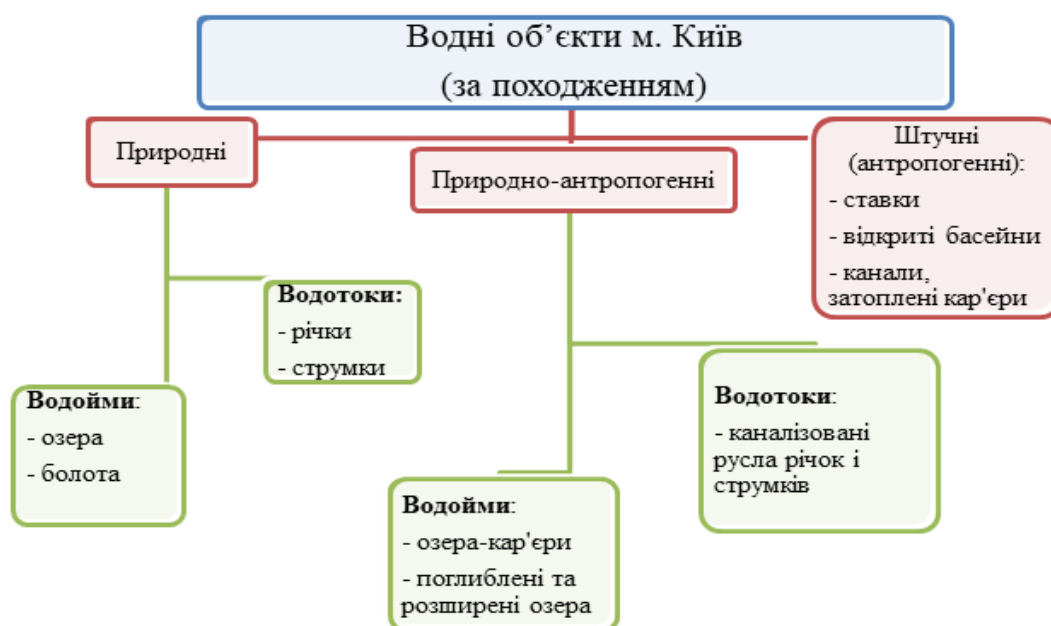 Водні об’єкти м. Київ
(за походженням)
Природні
Природно-антропогенні
Штучні
(антропогенні):
- ставки
- відкриті басейни
- канали,
затоплені кар'єри
Водотоки:
- річки
- струмки
Водойми:
- озера
- болота
Водойми:
- озера-кар'єри
- поглиблені та
розширені озера
Водотоки:
- каналізовані
русла річок і
струмків